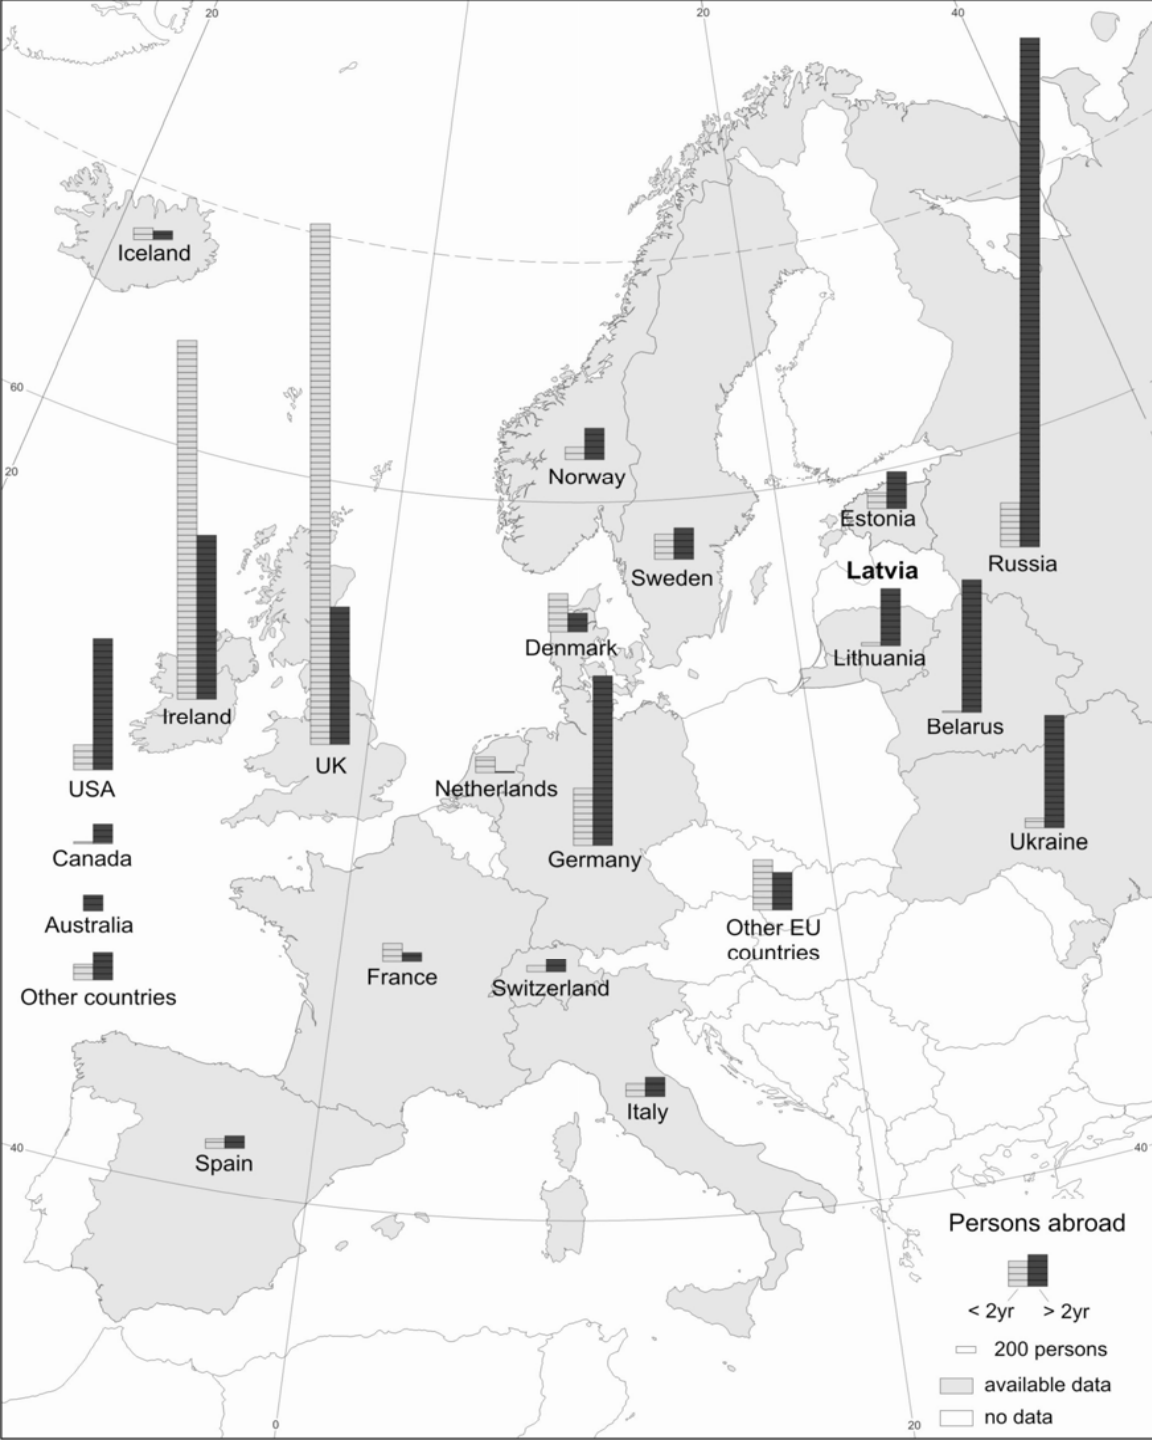 20
20
40
Iceland
60
20
Norway
Estonia
Russia
Latvia
Sweden
Denmark
Lithuania
Ireland
Belarus
UK
USA
Netherlands
Ukraine
Canada
Germany
Australia
Other EU
countries
France
Switzerland
Other countries
Italy
40
40
Spain
Persons abroad
< 2yr > 2yr
200 persons
available data
no data
0
20